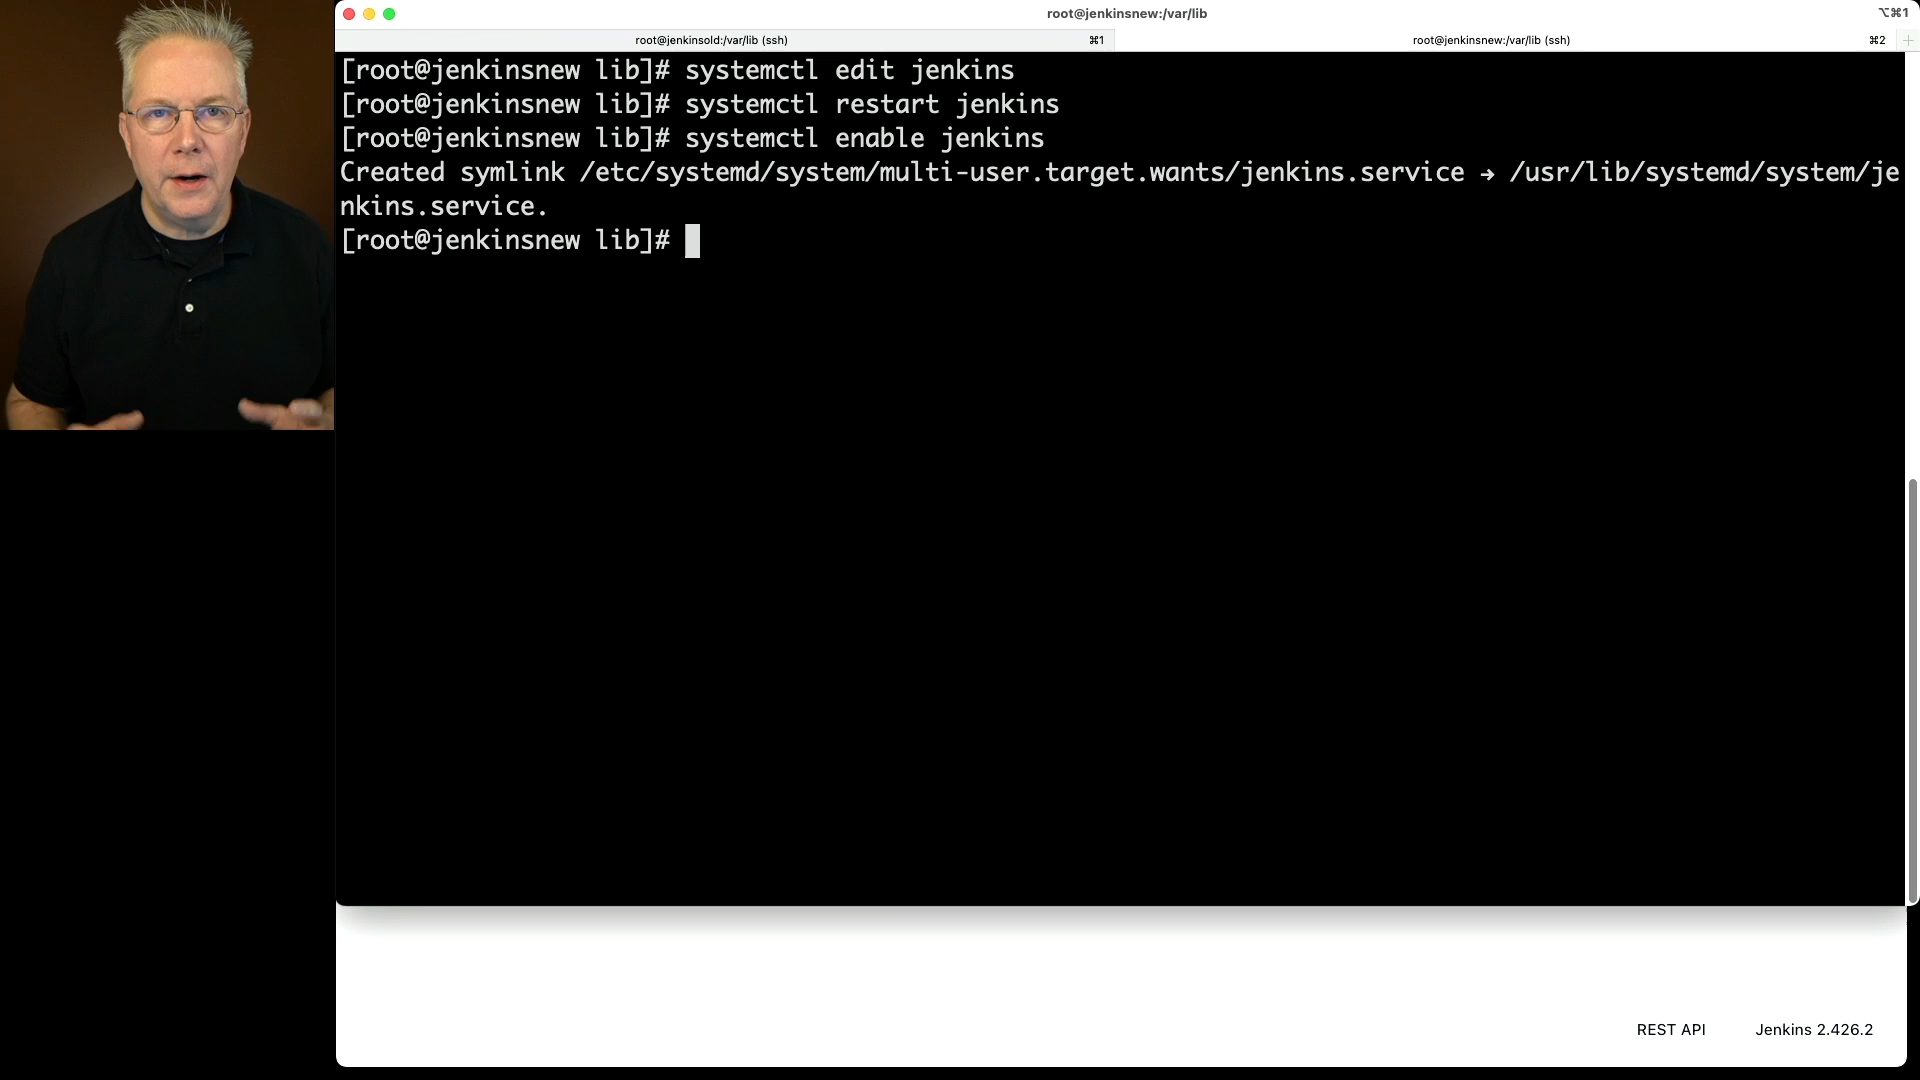 root@jenkinsnew:/var/lib
⌥⌘1
root@jenkinsold:/var/lib (ssh)
⌘1
root@jenkinsnew:/var/lib (ssh)
⌘2
[root@jenkinsnew lib]# systemctl edit jenkins
[root@jenkinsnew lib]# systemctl restart jenkins
[root@jenkinsnew lib]# systemctl enable jenkins
Created symlink /etc/systemd/system/multi-user.target.wants/jenkins.service → /usr/lib/systemd/system/je
nkins.service.
[root@jenkinsnew lib]#
REST API
Jenkins 2.426.2